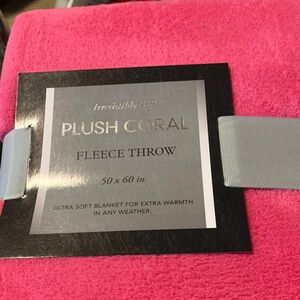 Irresistibly
PLUSH CORAL
FLEECE THROW
50 x 60 in.
ULTRA SOFT BLANKET FOR EXTRA WARMTH
IN ANY WEATHER.